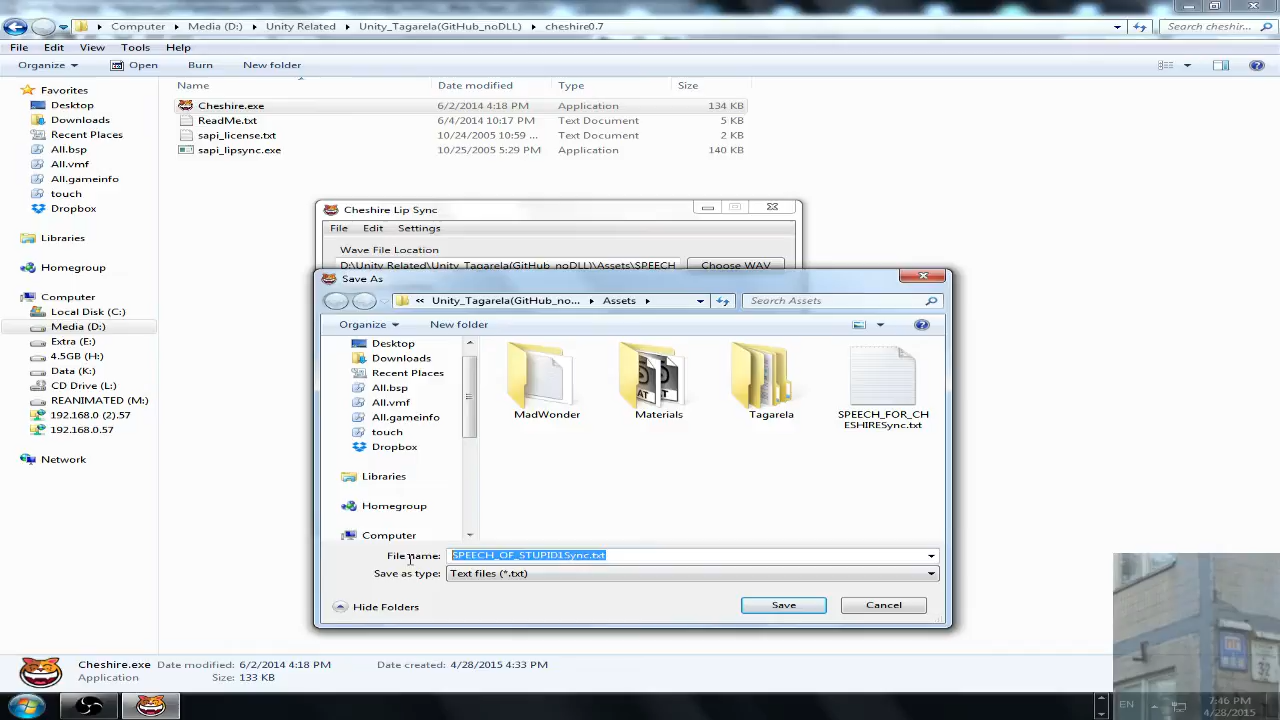 Computer ▸ Media (D:) ▸ Unity Related ▸ Unity_Tagarela(GitHub_noDLL) ▸ cheshire0.7
Search cheshir...
File Edit View Tools Help
Organize Open Burn New folder
Name Date modified Type Size
Favorites
Desktop
Downloads
Recent Places
All.bsp
All.vmf
All.gameinfo
touch
Dropbox
Libraries
Homegroup
Computer
Local Disk (C:)
Media (D:)
Extra (E:)
4.5GB (H:)
Data (K:)
CD Drive (L:)
REANIMATED (M:)
192.168.0 (2).57
192.168.0.57
Network
Cheshire.exe 6/2/2014 4:18 PM Application 134 KB
ReadMe.txt 6/4/2014 10:17 PM Text Document 5 KB
sapi_license.txt 10/24/2005 10:59 ... Text Document 2 KB
sapi_lipsync.exe 10/25/2005 5:29 PM Application 140 KB
Cheshire Lip Sync
File Edit Settings
Wave File Location
D:\Unity Related\Unity_Tagarela(GitHub_noDLL)\Assets\SPEECH Choose WAV
Save As
« Unity_Tagarela(GitHub_no... ▸ Assets ▸
Search Assets
Organize New folder
Desktop
Downloads
Recent Places
All.bsp
All.vmf
All.gameinfo
touch
Dropbox
Libraries
Homegroup
Computer
MadWonder
Materials
Tagarela
SPEECH_FOR_CH
ESHIRESync.txt
File name: SPEECH_OF_STUPID1Sync.txt
Save as type: Text files (*.txt)
Hide Folders Save Cancel
Cheshire.exe Date modified: 6/2/2014 4:18 PM Date created: 4/28/2015 4:33 PM
Application Size: 133 KB
EN
7:46 PM
4/28/2015
32